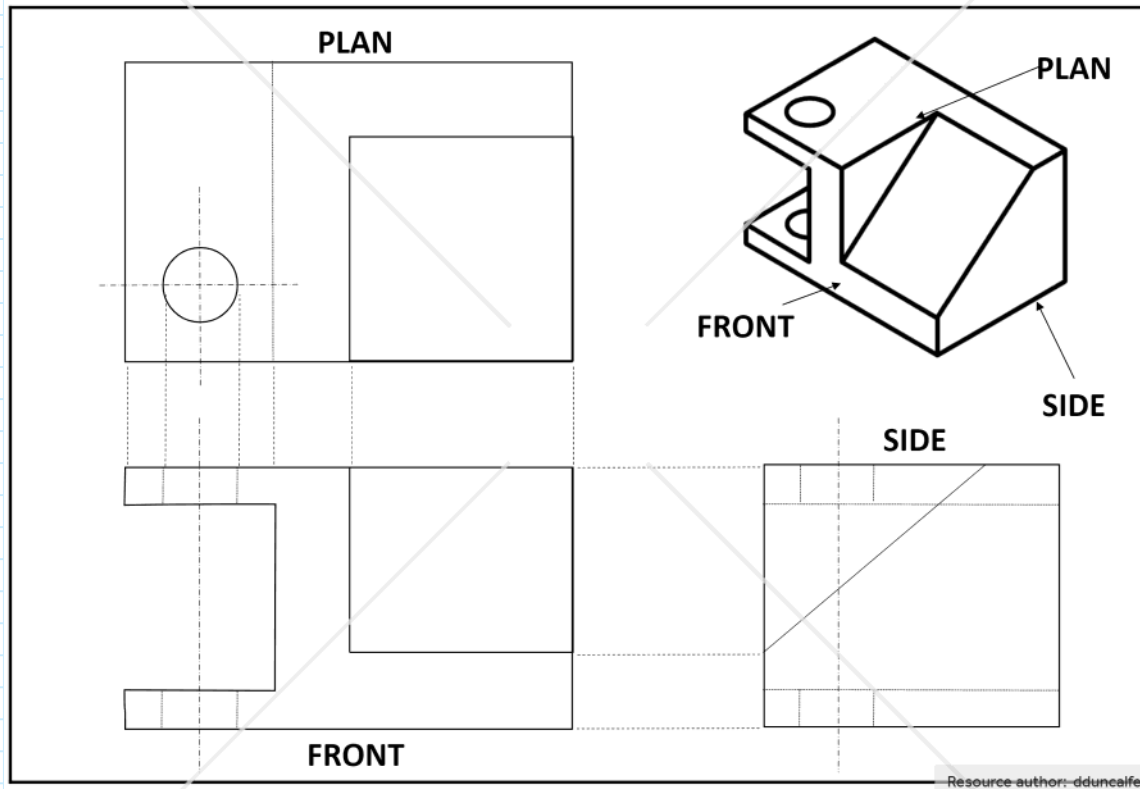 PLAN
PLAN
FRONT
SIDE
SIDE
FRONT
Resource author: dduncalfe